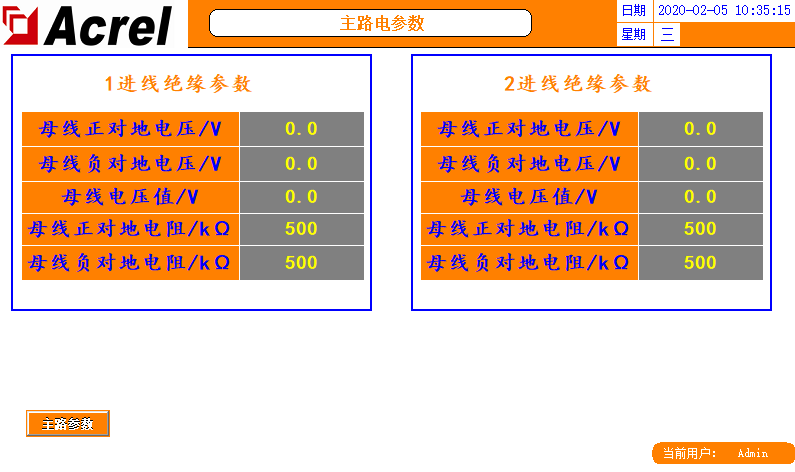 Acrel
主路电参数
日期 2020-02-05 10:35:15
星期 三
1进线绝缘参数
母线正对地电压/V 0.0
母线负对地电压/V 0.0
母线电压值/V 0.0
母线正对地电阻/kΩ 500
母线负对地电阻/kΩ 500
2进线绝缘参数
母线正对地电压/V 0.0
母线负对地电压/V 0.0
母线电压值/V 0.0
母线正对地电阻/kΩ 500
母线负对地电阻/kΩ 500
主路参数
当前用户: Admin